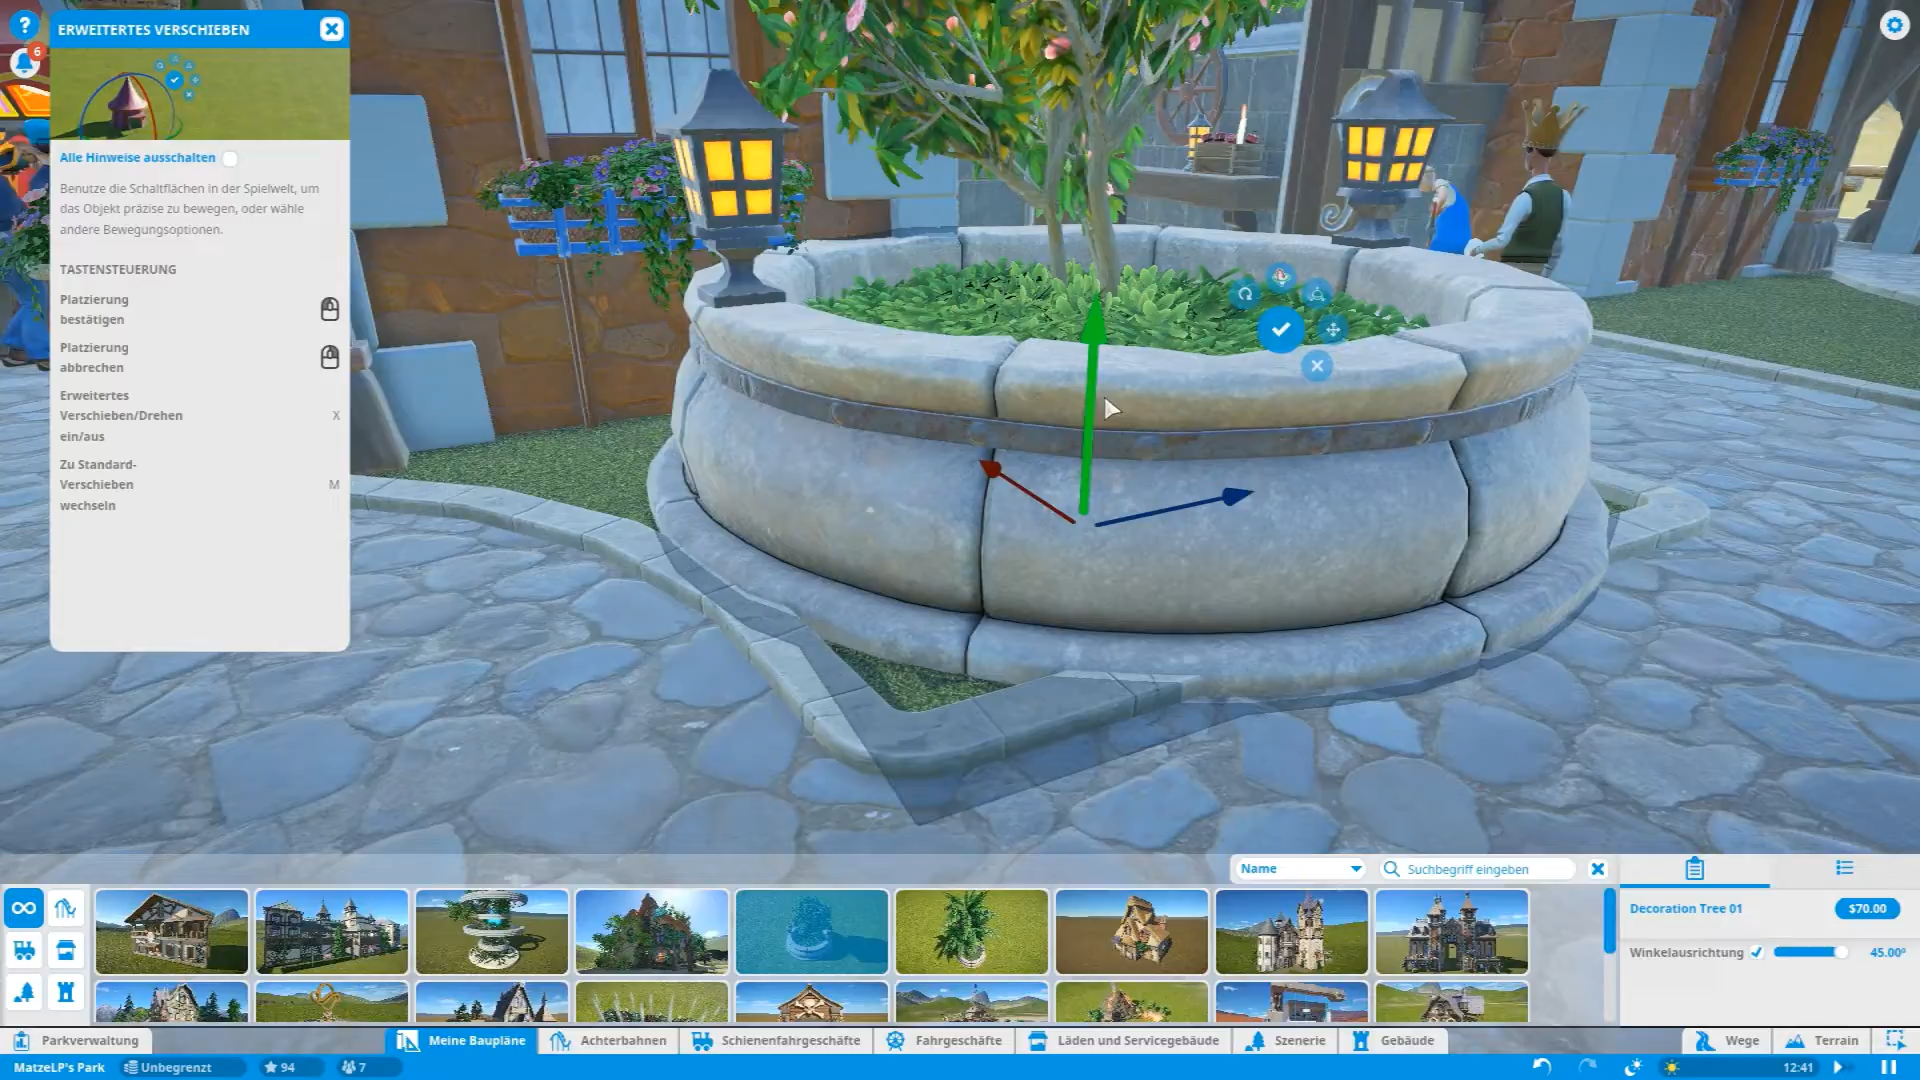 ?
6
ERWEITERTES VERSCHIEBEN
Alle Hinweise ausschalten
Benutze die Schaltflächen in der Spielwelt, um
das Objekt präzise zu bewegen, oder wähle
andere Bewegungsoptionen.
TASTENSTEUERUNG
Platzierung
bestätigen
Platzierung
abbrechen
Erweitertes
Verschieben/Drehen X
ein/aus
Zu Standard-
Verschieben M
wechseln
Name
Suchbegriff eingeben
Decoration Tree 01
$70.00
Winkelausrichtung
45.00°
Parkverwaltung
Meine Baupläne
Achterbahnen
Schienenfahrgeschäfte
Fahrgeschäfte
Läden und Servicegebäude
Szenerie
Gebäude
Wege
Terrain
MatzeLP's Park
Unbegrenzt
94
7
12:41